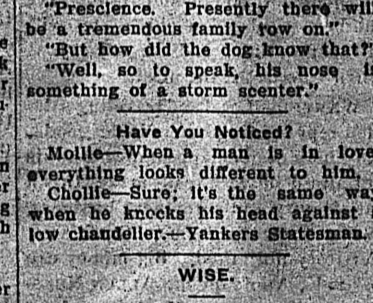 "Prescience. Presently there will
be a tremendous family row on."
"But how did the dog know that?"
"Well, so to speak, his nose is
something of a storm scenter."
Have You Noticed?
Mollie—When a man is in love
everything looks different to him.
Chollie—Sure; it's the same way
when he knocks his head against a
low chandelier.—Yankers Statesman.
WISE.